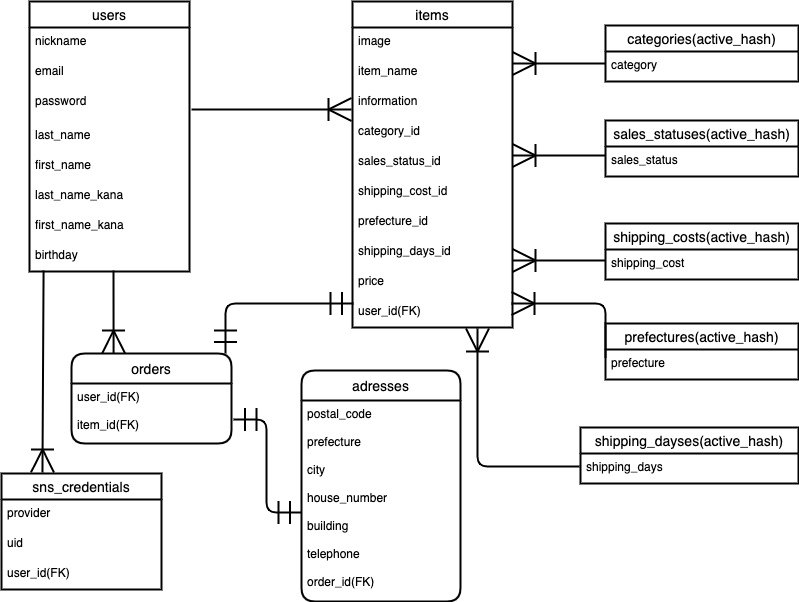 users
nickname
email
password
last_name
first_name
last_name_kana
first_name_kana
birthday
items
image
item_name
information
category_id
sales_status_id
shipping_cost_id
prefecture_id
shipping_days_id
price
user_id(FK)
categories(active_hash)
category
sales_statuses(active_hash)
sales_status
shipping_costs(active_hash)
shipping_cost
prefectures(active_hash)
prefecture
shipping_dayses(active_hash)
shipping_days
orders
user_id(FK)
item_id(FK)
adresses
postal_code
prefecture
city
house_number
building
telephone
order_id(FK)
sns_credentials
provider
uid
user_id(FK)